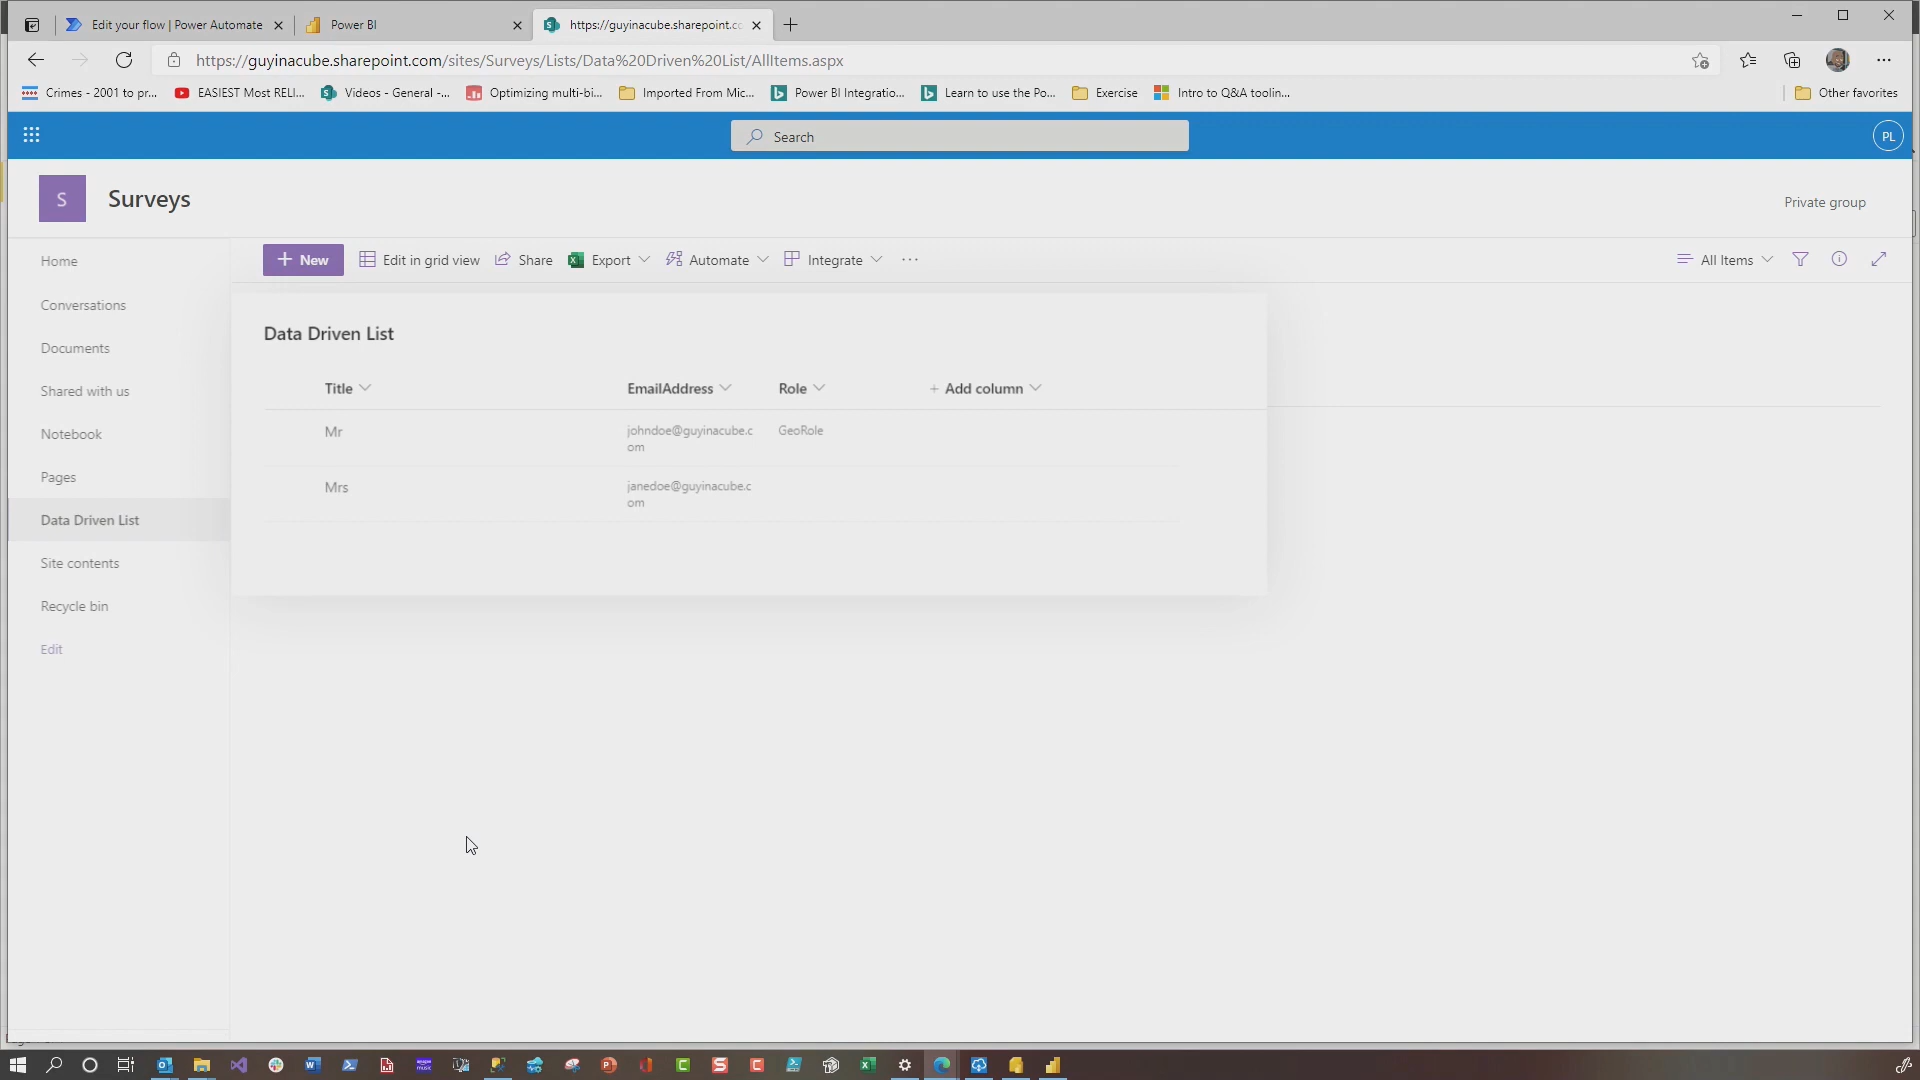 Edit your flow | Power Automate
Power BI
https://guyinacube.sharepoint.cc
https://guyinacube.sharepoint.com/sites/Surveys/Lists/Data%20Driven%20List/AllItems.aspx
Crimes - 2001 to pr...
EASIEST Most RELI...
Videos - General -...
Optimizing multi-bi...
Imported From Mic...
Power BI Integratio...
Learn to use the Po...
Exercise
Intro to Q&A toolin...
Other favorites
Search
PL
S
Surveys
Private group
Home
Conversations
Documents
Shared with us
Notebook
Pages
Data Driven List
Site contents
Recycle bin
Edit
+ New
Edit in grid view
Share
Export
Automate
Integrate
...
All Items
Data Driven List
Title
EmailAddress
Role
+ Add column
Mr
johndoe@guyinacube.c
om
GeoRole
Mrs
janedoe@guyinacube.c
om